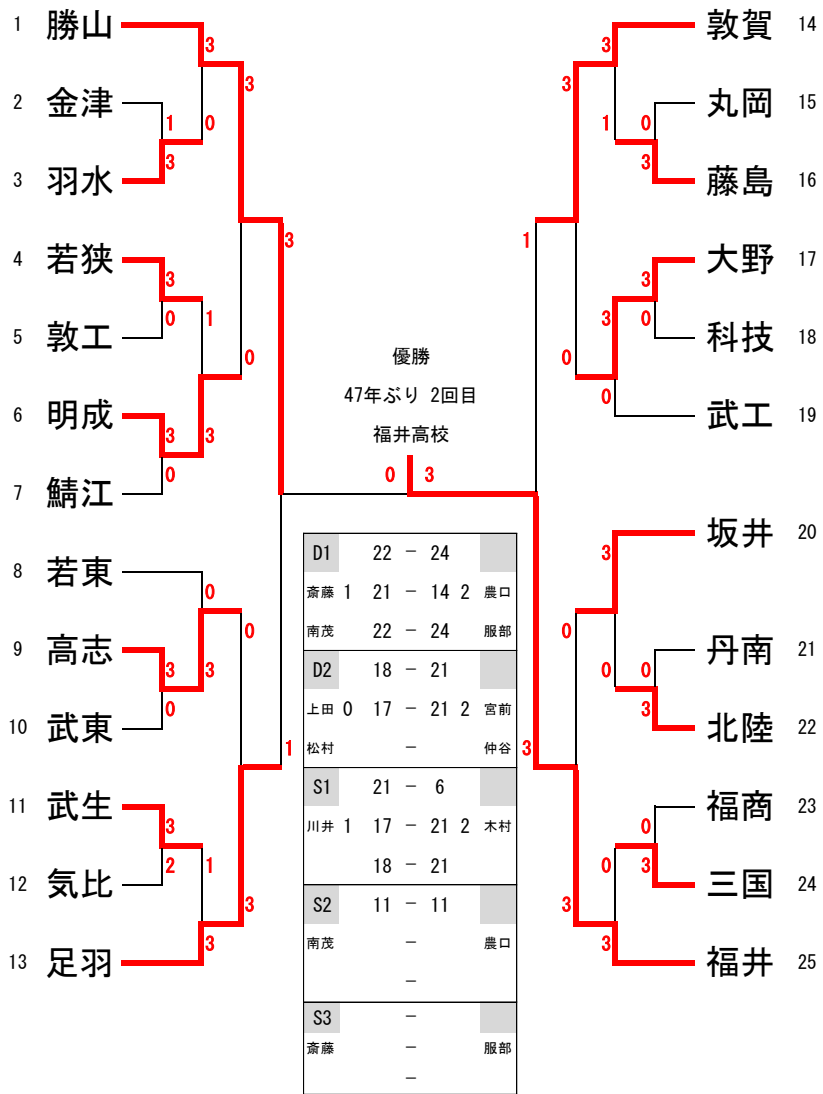 1 勝山 3 3 敦賀 14
3 3
2 金津 丸岡 15
1 0 1 0
3 3
3 羽水 藤島 16
3 1
4 若狭 大野 17
3 3
0 1 3 0
5 敦工 科技 18
0 優勝 0
47年ぶり 2回目
6 明成 0 武工 19
3 3 福井高校
0
0 3
7 鯖江
坂井 20
D1 22 - 24
3
8 若東 斎藤 1 21 - 14 2 農口
0
0 南茂 22 - 24 服部 0
9 高志 丹南 21
D2 18 - 21
3 3 0 0
0 上田 0 17 - 21 2 宮前 3
10 武東 北陸 22
1 松村 - 仲谷 3
S1 21 - 6
11 武生 福商 23
3 川井 1 17 - 21 2 木村 0
2 1 18 - 21 0 3
12 気比 三国 24
3 S2 11 - 11 3
南茂 - 農口
3 3
13 足羽 - 福井 25
S3 -
斎藤 - 服部
-